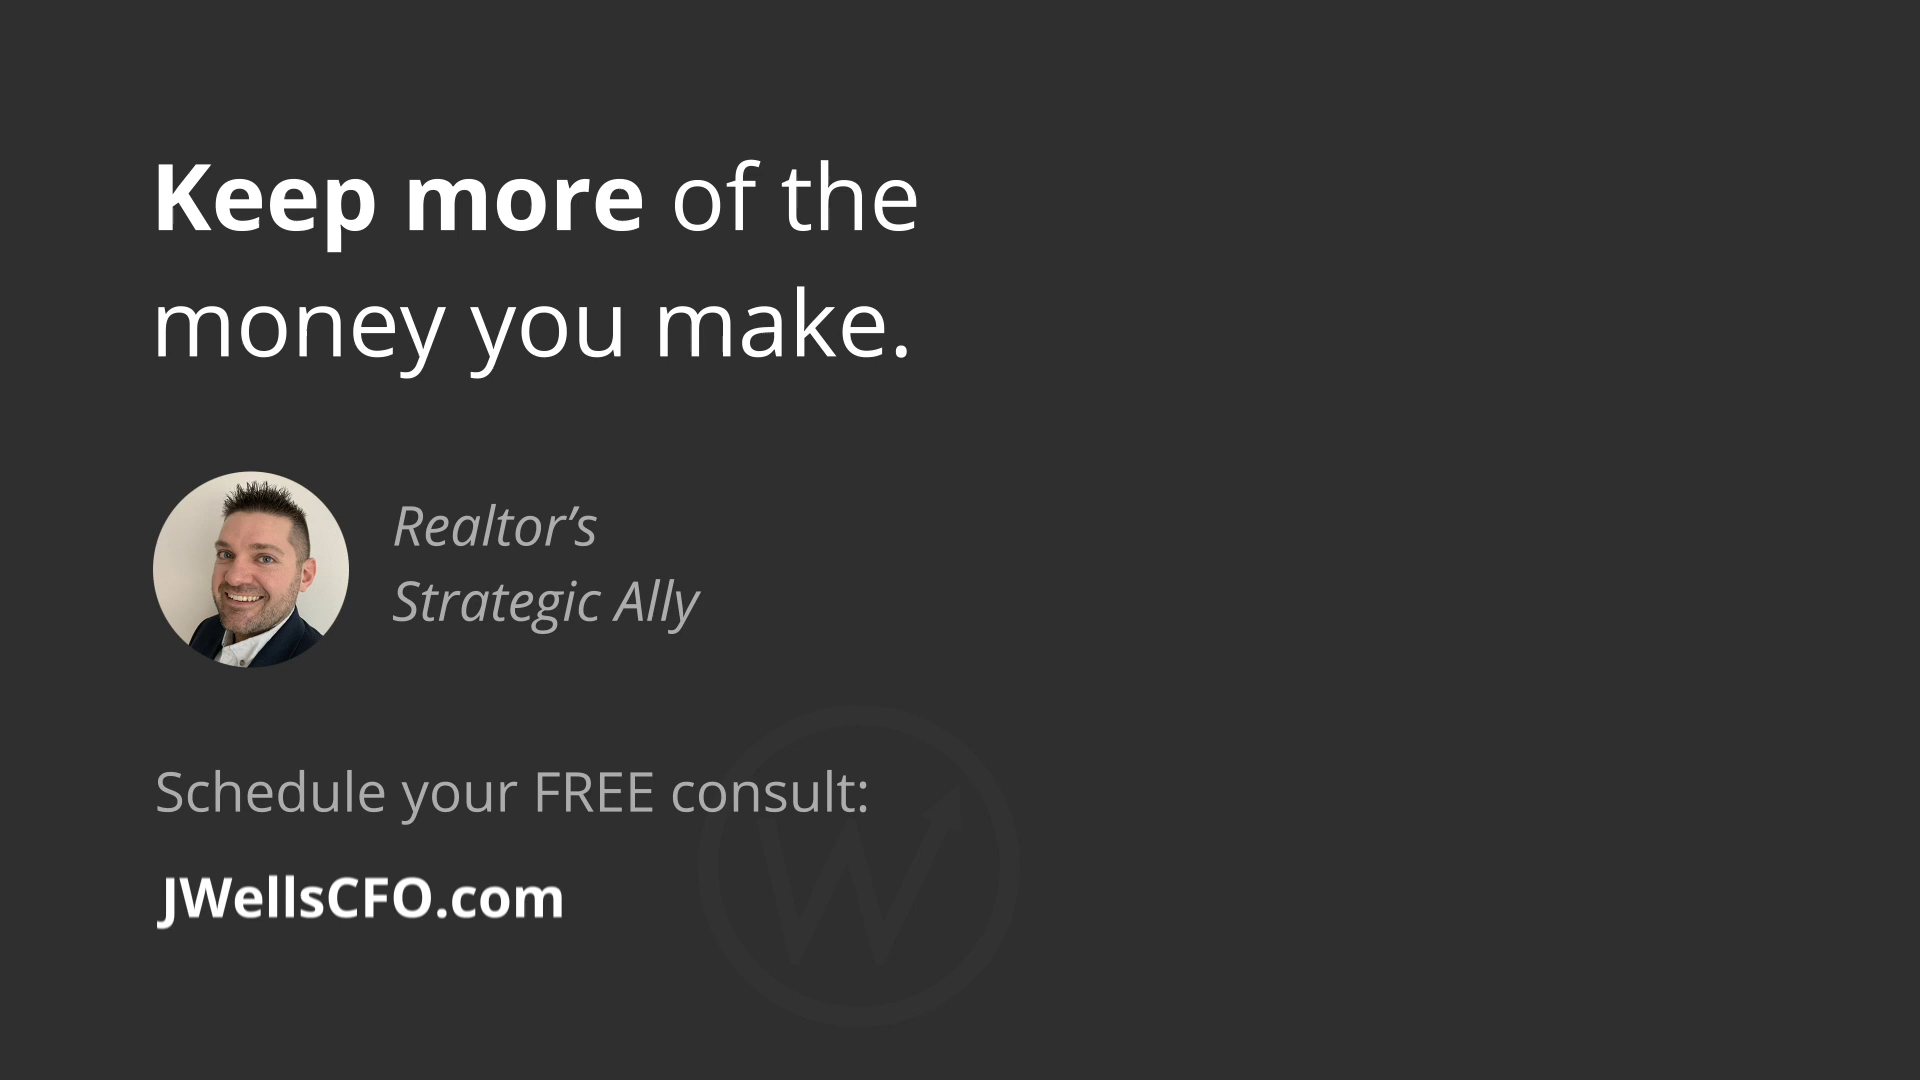 Keep more of the
money you make.
Realtor’s
Strategic Ally
Schedule your FREE consult:
JWellsCFO.com
W